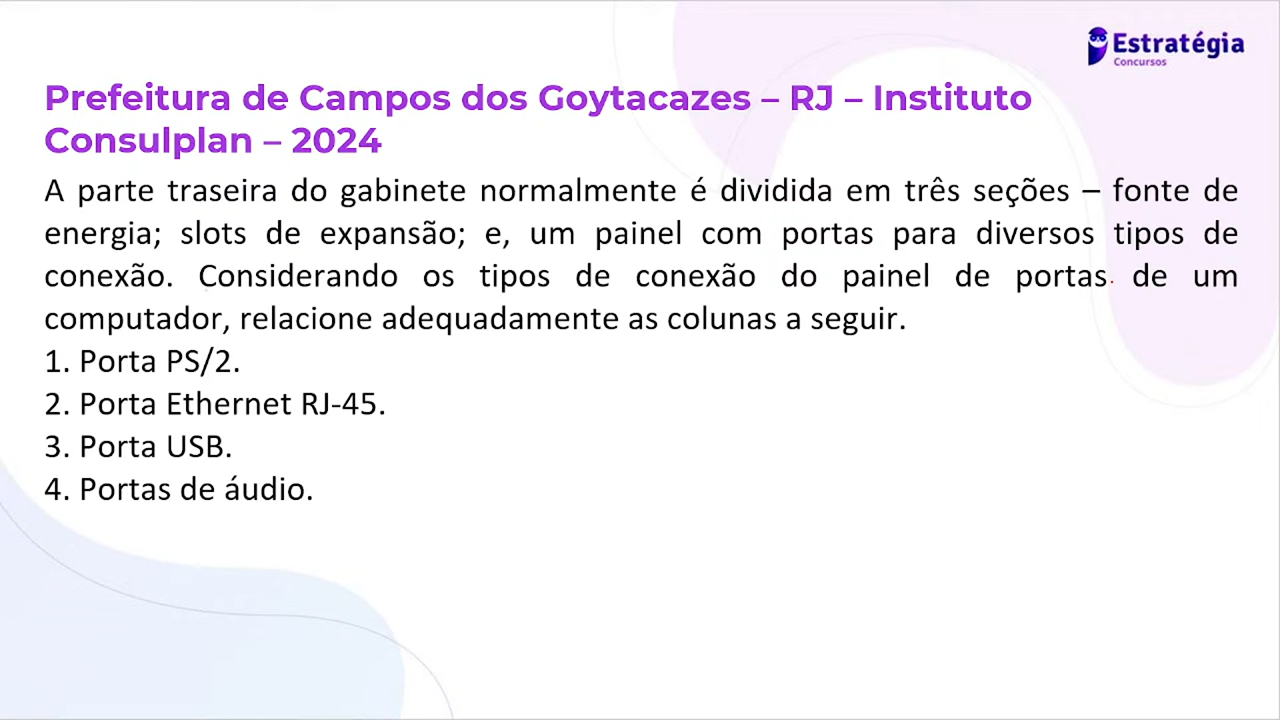 Estratégia
Concursos
Prefeitura de Campos dos Goytacazes – RJ – Instituto
Consulplan – 2024
A parte traseira do gabinete normalmente é dividida em três seções – fonte de
energia; slots de expansão; e, um painel com portas para diversos tipos de
conexão. Considerando os tipos de conexão do painel de portas de um
computador, relacione adequadamente as colunas a seguir.
1. Porta PS/2.
2. Porta Ethernet RJ-45.
3. Porta USB.
4. Portas de áudio.